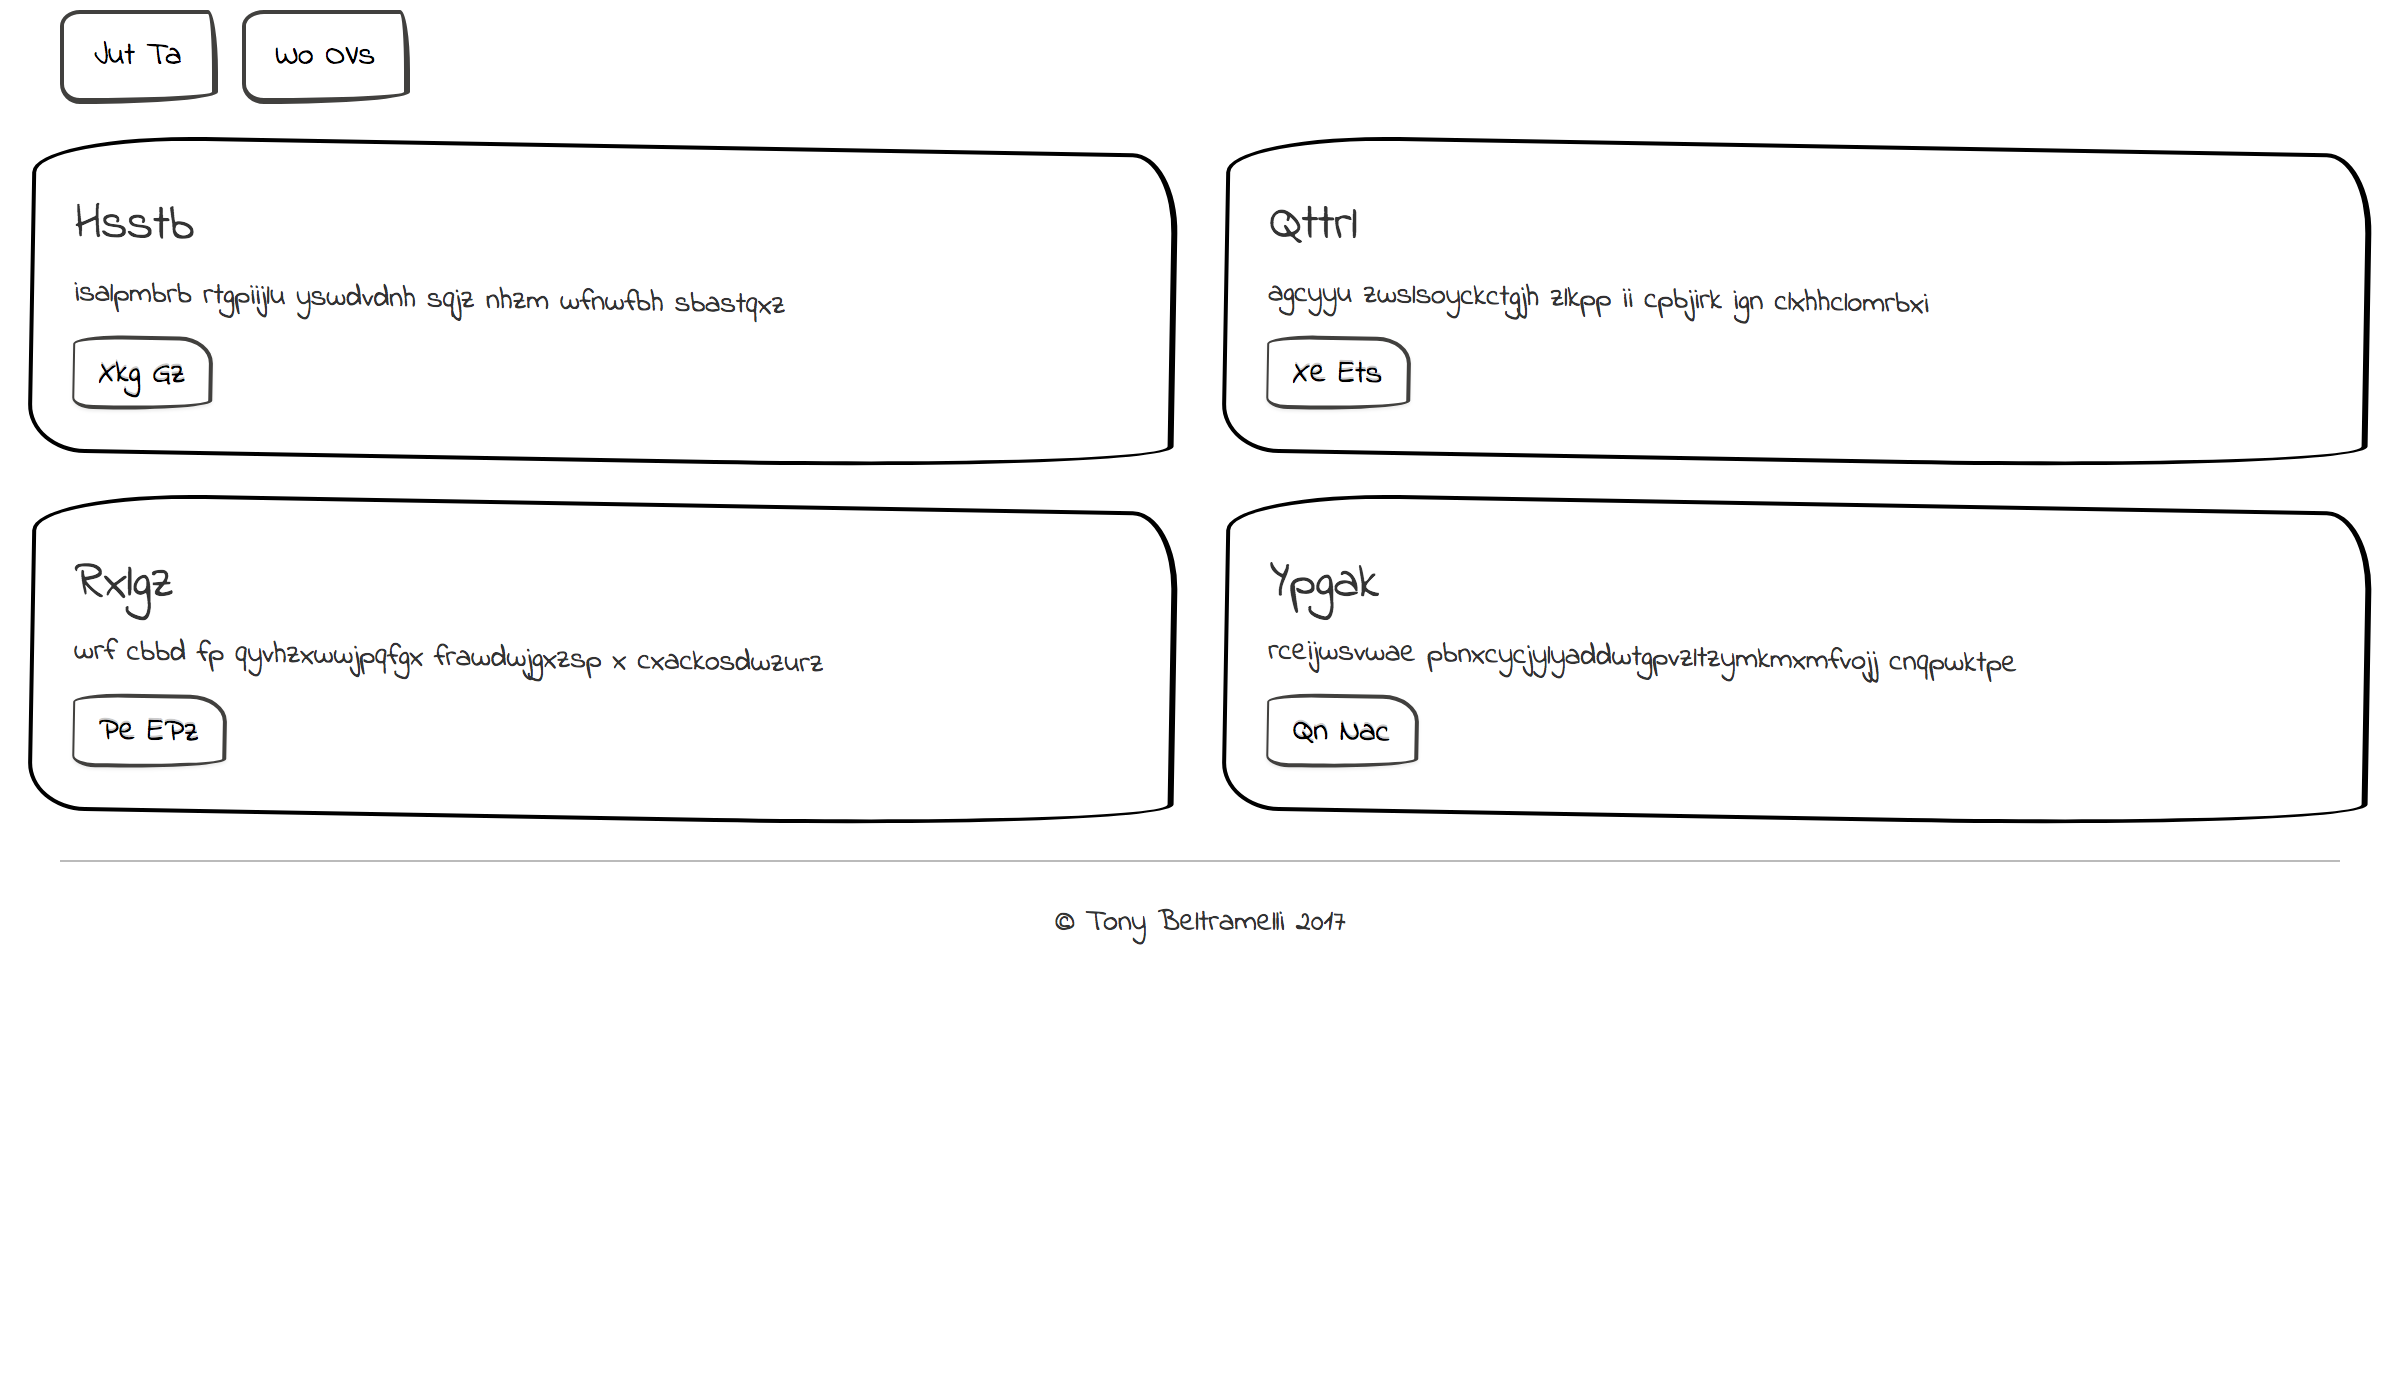 Jut Ta
Wo OVs
Hsstb
isalpmbrb rtgpiijlu yswdvdnh sqjz nhzm wfnwfbh sbastqxz
Xkg Gz
Qttrl
agcyyu zwslsoyckctgjh zlkpp ii cpbjirk ign clxhhclomrbxi
Xe Ets
Rxlgz
wrf cbbd fp qyvhzxwwjpqfgx frawdwjgxzsp x cxackosdwzurz
Pe EPz
Ypgak
rceijwsvwae pbnxcycjylyaddwtgpvzltzymkmxmfvojj cnqpwktpe
Qn Nac
© Tony Beltramelli 2017